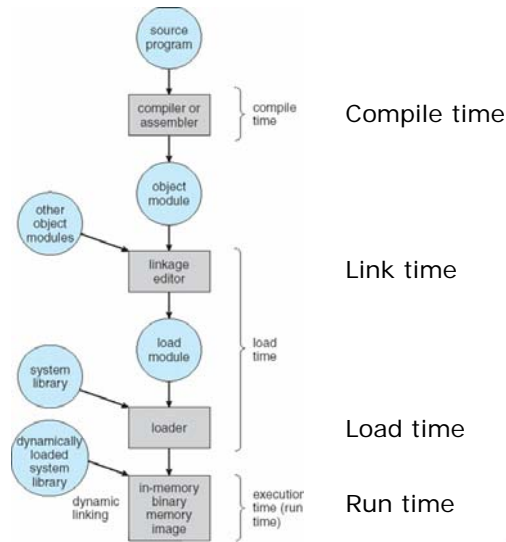 source
program
compiler or
assembler
compile
time
Compile time
object
module
other
object
modules
linkage
editor
Link time
load
module
load
time
system
library
loader
Load time
dynamically
loaded
system
library
dynamic
linking
in-memory
binary
memory
image
execution
time (run
time)
Run time